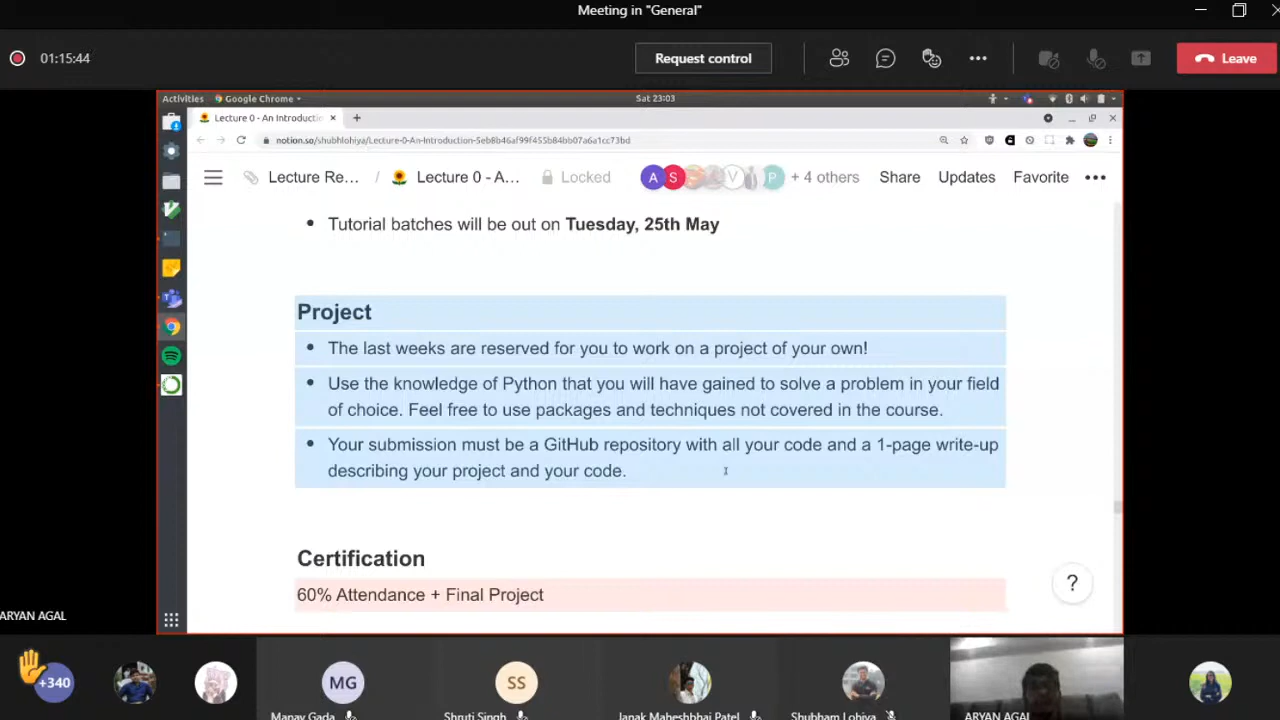 Meeting in "General"
01:15:44
Request control
Leave
Activities
Google Chrome
Sat 23:03
Lecture 0 - An Introductio
notion.so/shubhlohiya/Lecture-0-An-Introduction-5eb8b46af99f455b84bb07a6a1cc73bd
Lecture Re... / Lecture 0 - A... Locked
A S V P + 4 others Share Updates Favorite
Tutorial batches will be out on Tuesday, 25th May
Project
The last weeks are reserved for you to work on a project of your own!
Use the knowledge of Python that you will have gained to solve a problem in your field
of choice. Feel free to use packages and techniques not covered in the course.
Your submission must be a GitHub repository with all your code and a 1-page write-up
describing your project and your code.
Certification
60% Attendance + Final Project
?
ARYAN AGAL
+340
MG
SS
Manav Gada
Shruti Singh
Janak Maheshbhai Patel
Shubham Lohiya
ARYAN AGAL